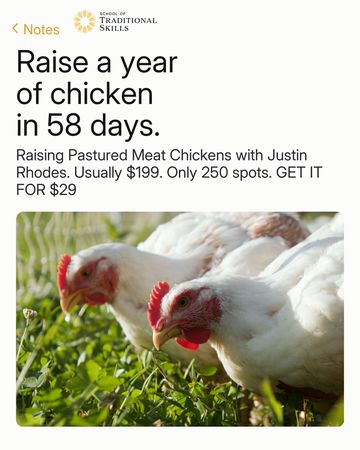 Notes
SCHOOL OF
TRADITIONAL
SKILLS
Raise a year
of chicken
in 58 days.
Raising Pastured Meat Chickens with Justin
Rhodes. Usually $199. Only 250 spots. GET IT
FOR $29